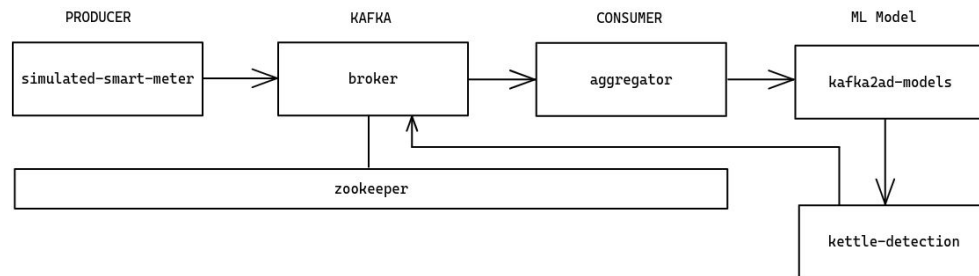 PRODUCER
KAFKA
CONSUMER
ML Model
simulated-smart-meter
broker
aggregator
kafka2ad-models
zookeeper
kettle-detection